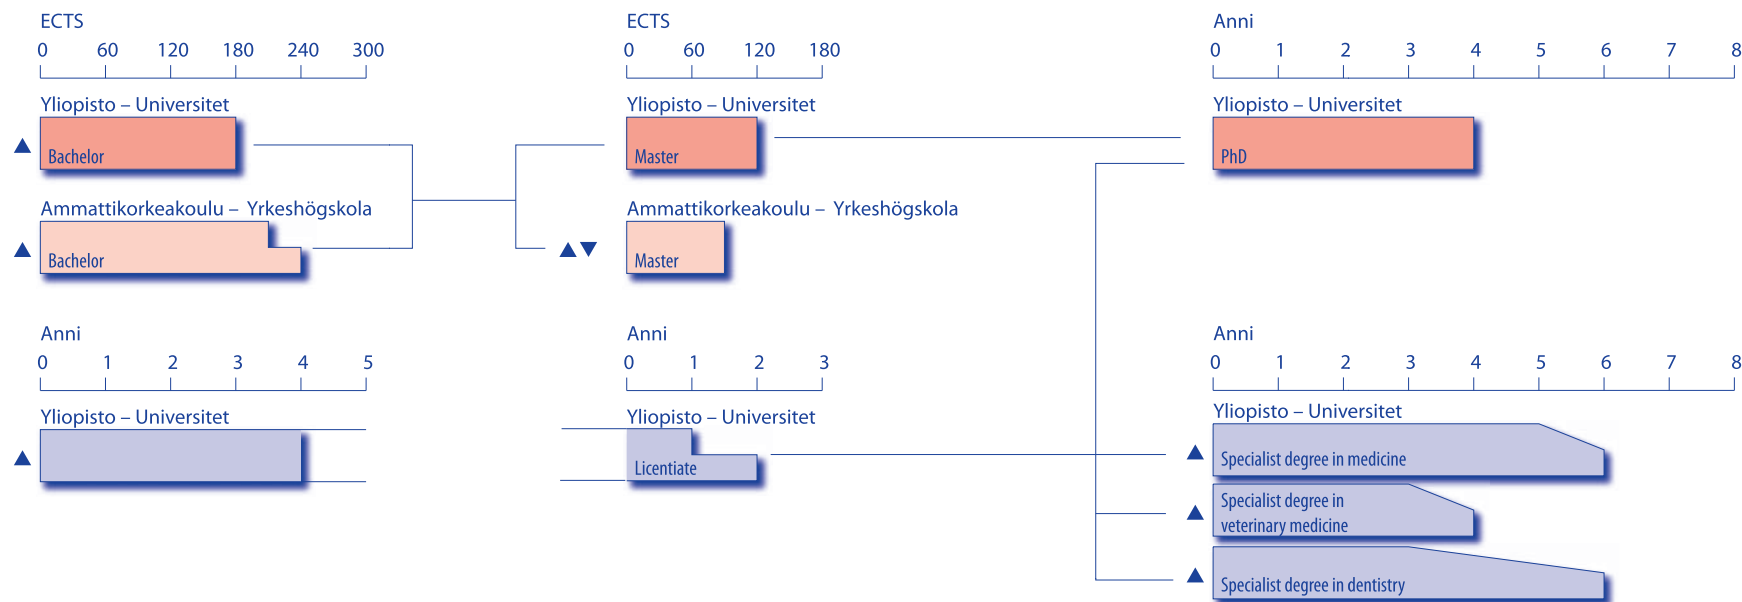 ECTS
0 60 120 180 240 300
Yliopisto – Universitet
Bachelor
Ammattikorkeakoulu – Yrkeshögskola
Bachelor
Anni
0 1 2 3 4 5
Yliopisto – Universitet
ECTS
0 60 120 180
Yliopisto – Universitet
Master
Ammattikorkeakoulu – Yrkeshögskola
Master
Anni
0 1 2 3
Yliopisto – Universitet
Licentiate
Anni
0 1 2 3 4 5 6 7 8
Yliopisto – Universitet
PhD
Anni
0 1 2 3 4 5 6 7 8
Yliopisto – Universitet
Specialist degree in medicine
Specialist degree in
veterinary medicine
Specialist degree in dentistry